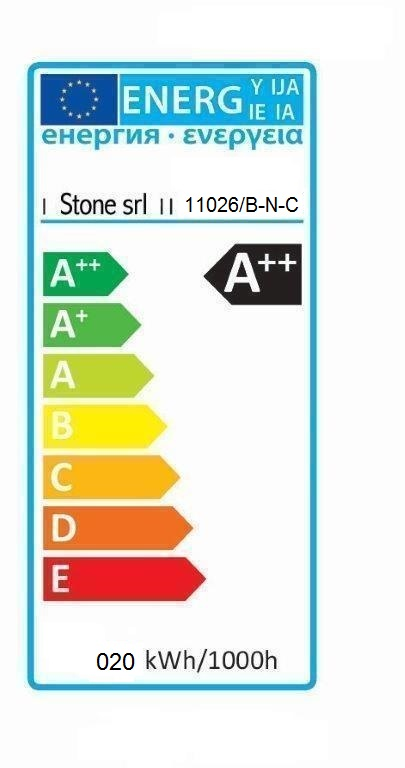 ENERG Y IJA
IE IA
енергия · ενεργεια
I Stone srl I I 11026/B-N-C
A++ A++
A+
A
B
C
D
E
020 kWh/1000h